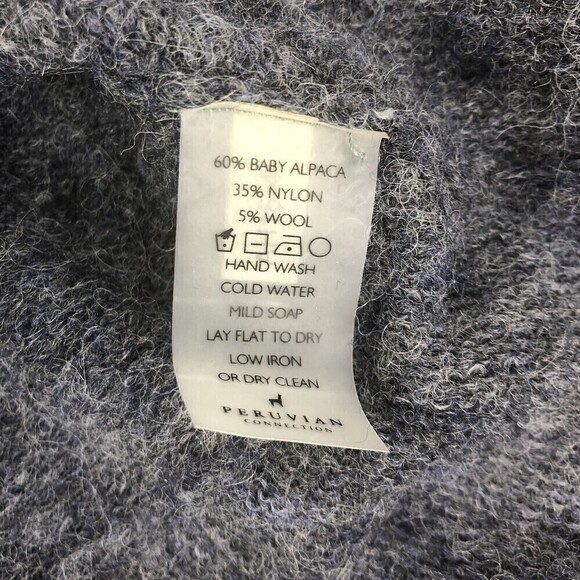 60% BABY ALPACA
35% NYLON
5% WOOL
HAND WASH
COLD WATER
MILD SOAP
LAY FLAT TO DRY
LOW IRON
OR DRY CLEAN
PERUVIAN
CONNECTION